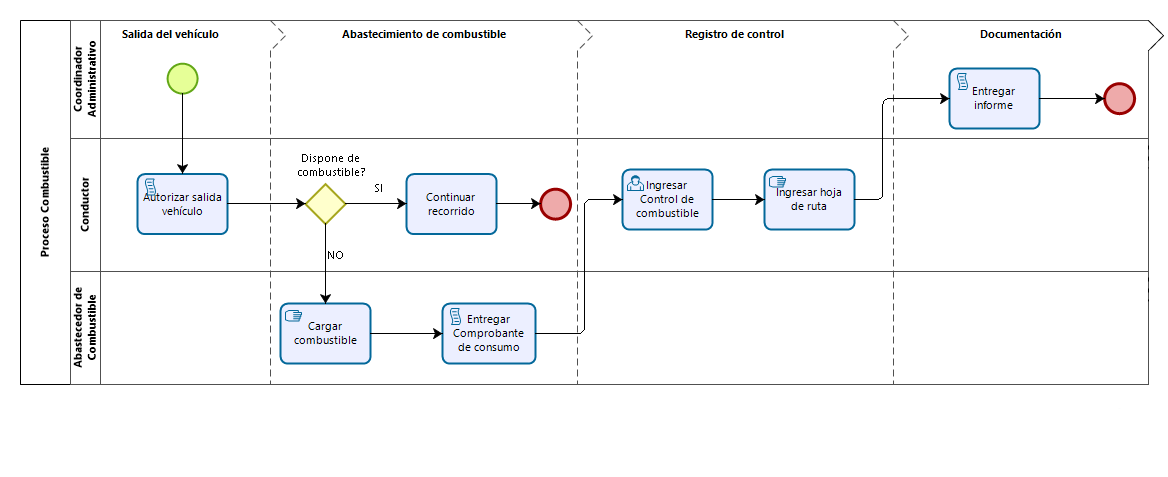 Proceso Combustible
Salida del vehículo
Abastecimiento de combustible
Registro de control
Documentación
Coordinador
Administrativo
Entregar
informe
Conductor
Autorizar salida
vehículo
Dispone de
combustible?
SI
NO
Continuar
recorrido
Ingresar
Control de
combustible
Ingresar hoja
de ruta
Abastecedor de
Combustible
Cargar
combustible
Entregar
Comprobante
de consumo